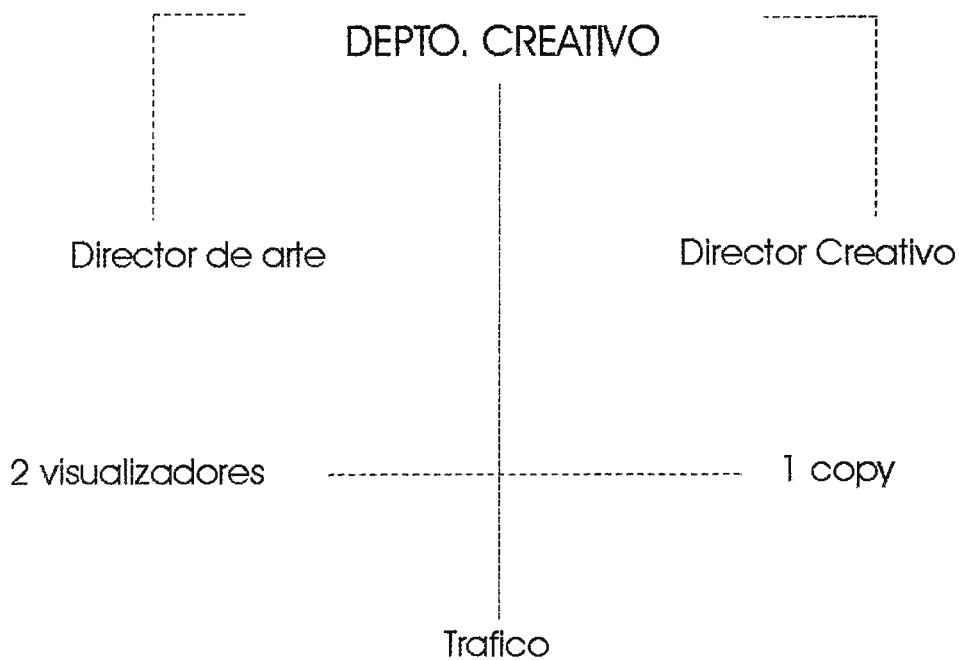 DEPTO. CREATIVO
Director de arte
Director Creativo
2 visualizadores
1 copy
Trafico